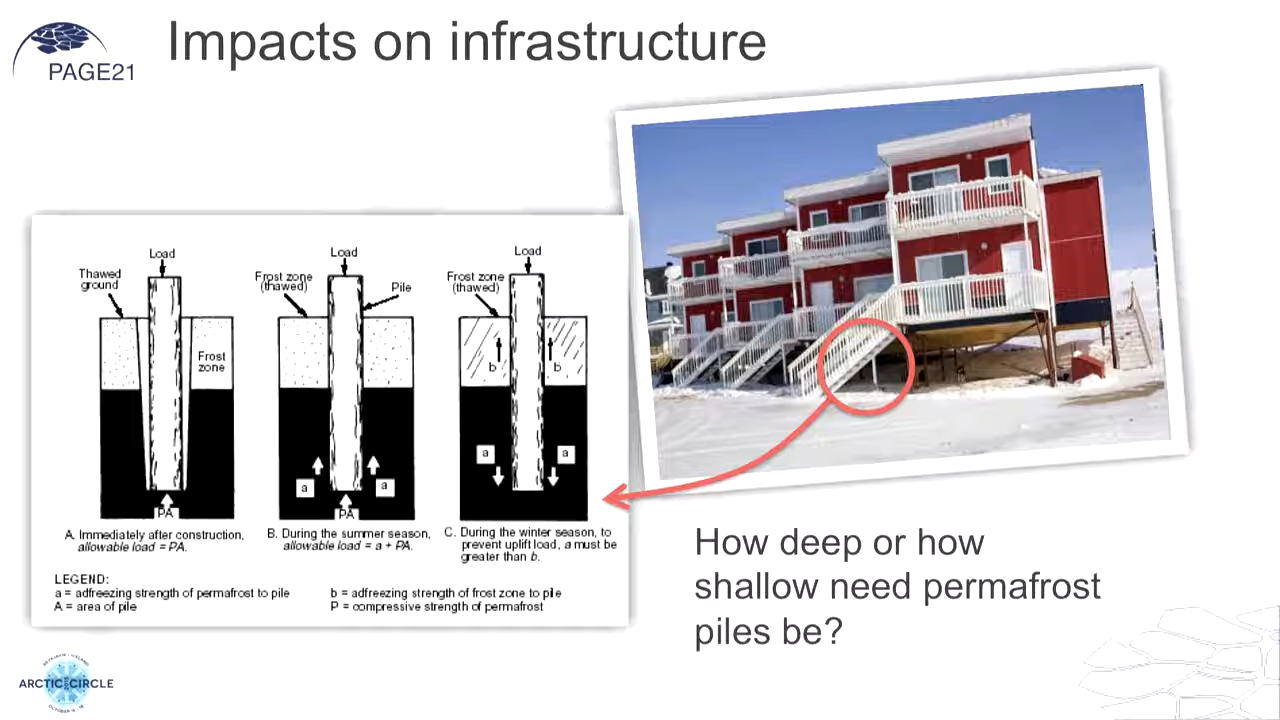 PAGE21
Impacts on infrastructure
Load
Thawed
ground
Frost
zone
PA
A. Immediately after construction,
allowable load = PA.
Load
Frost zone
(thawed)
Pile
a
a
PA
B. During the summer season,
allowable load = a + PA.
Load
Frost zone
(thawed)
b
b
a
a
C. During the winter season, to
prevent uplift load, a must be
greater than b.
LEGEND:
a = adfreezing strength of permafrost to pile
A = area of pile
b = adfreezing strength of frost zone to pile
P = compressive strength of permafrost
How deep or how
shallow need permafrost
piles be?
REYKJAVIK • ICELAND
ARCTIC CIRCLE